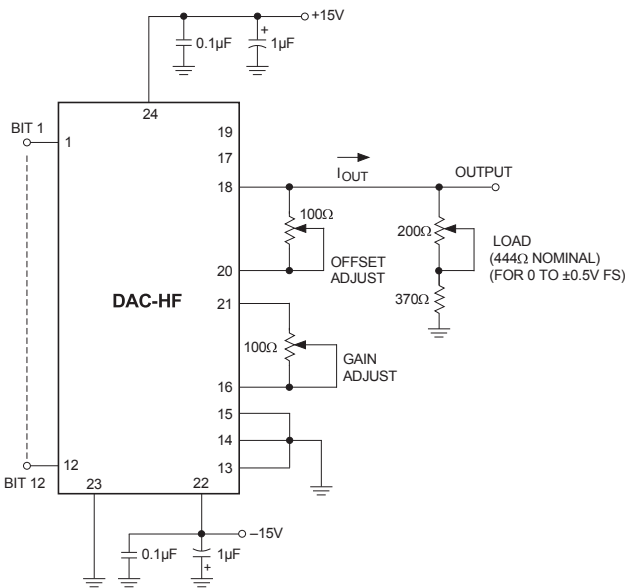 +15V
0.1µF
+
1µF
24
BIT 1
1
19
17
18
IOUT
OUTPUT
100Ω
OFFSET
ADJUST
200Ω
LOAD
(444Ω NOMINAL)
(FOR 0 TO ±0.5V FS)
370Ω
20
DAC-HF
21
100Ω
GAIN
ADJUST
16
15
14
13
12
BIT 12
23
22
–15V
0.1µF
1µF
+